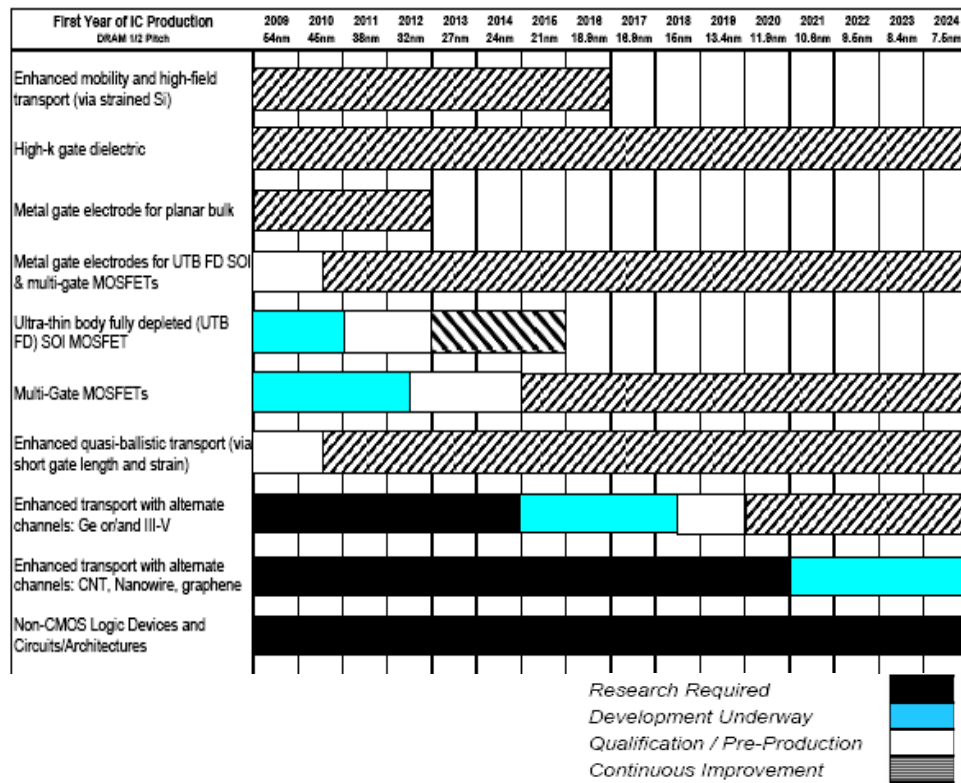 First Year of IC Production 2009 2010 2011 2012 2013 2014 2015 2016 2017 2018 2019 2020 2021 2022 2023 2024
DRAM 1/2 Pitch 54nm 45nm 38nm 32nm 27nm 24nm 21nm 18.9nm 16.9nm 15nm 13.4nm 11.9nm 10.6nm 9.5nm 8.4nm 7.5nm
Enhanced mobility and high-field
transport (via strained Si)
High-k gate dielectric
Metal gate electrode for planar bulk
Metal gate electrodes for UTB FD SOI
& multi-gate MOSFETs
Ultra-thin body fully depleted (UTB
FD) SOI MOSFET
Multi-Gate MOSFETs
Enhanced quasi-ballistic transport (via
short gate length and strain)
Enhanced transport with alternate
channels: Ge or/and III-V
Enhanced transport with alternate
channels: CNT, Nanowire, graphene
Non-CMOS Logic Devices and
Circuits/Architectures
Research Required
Development Underway
Qualification / Pre-Production
Continuous Improvement